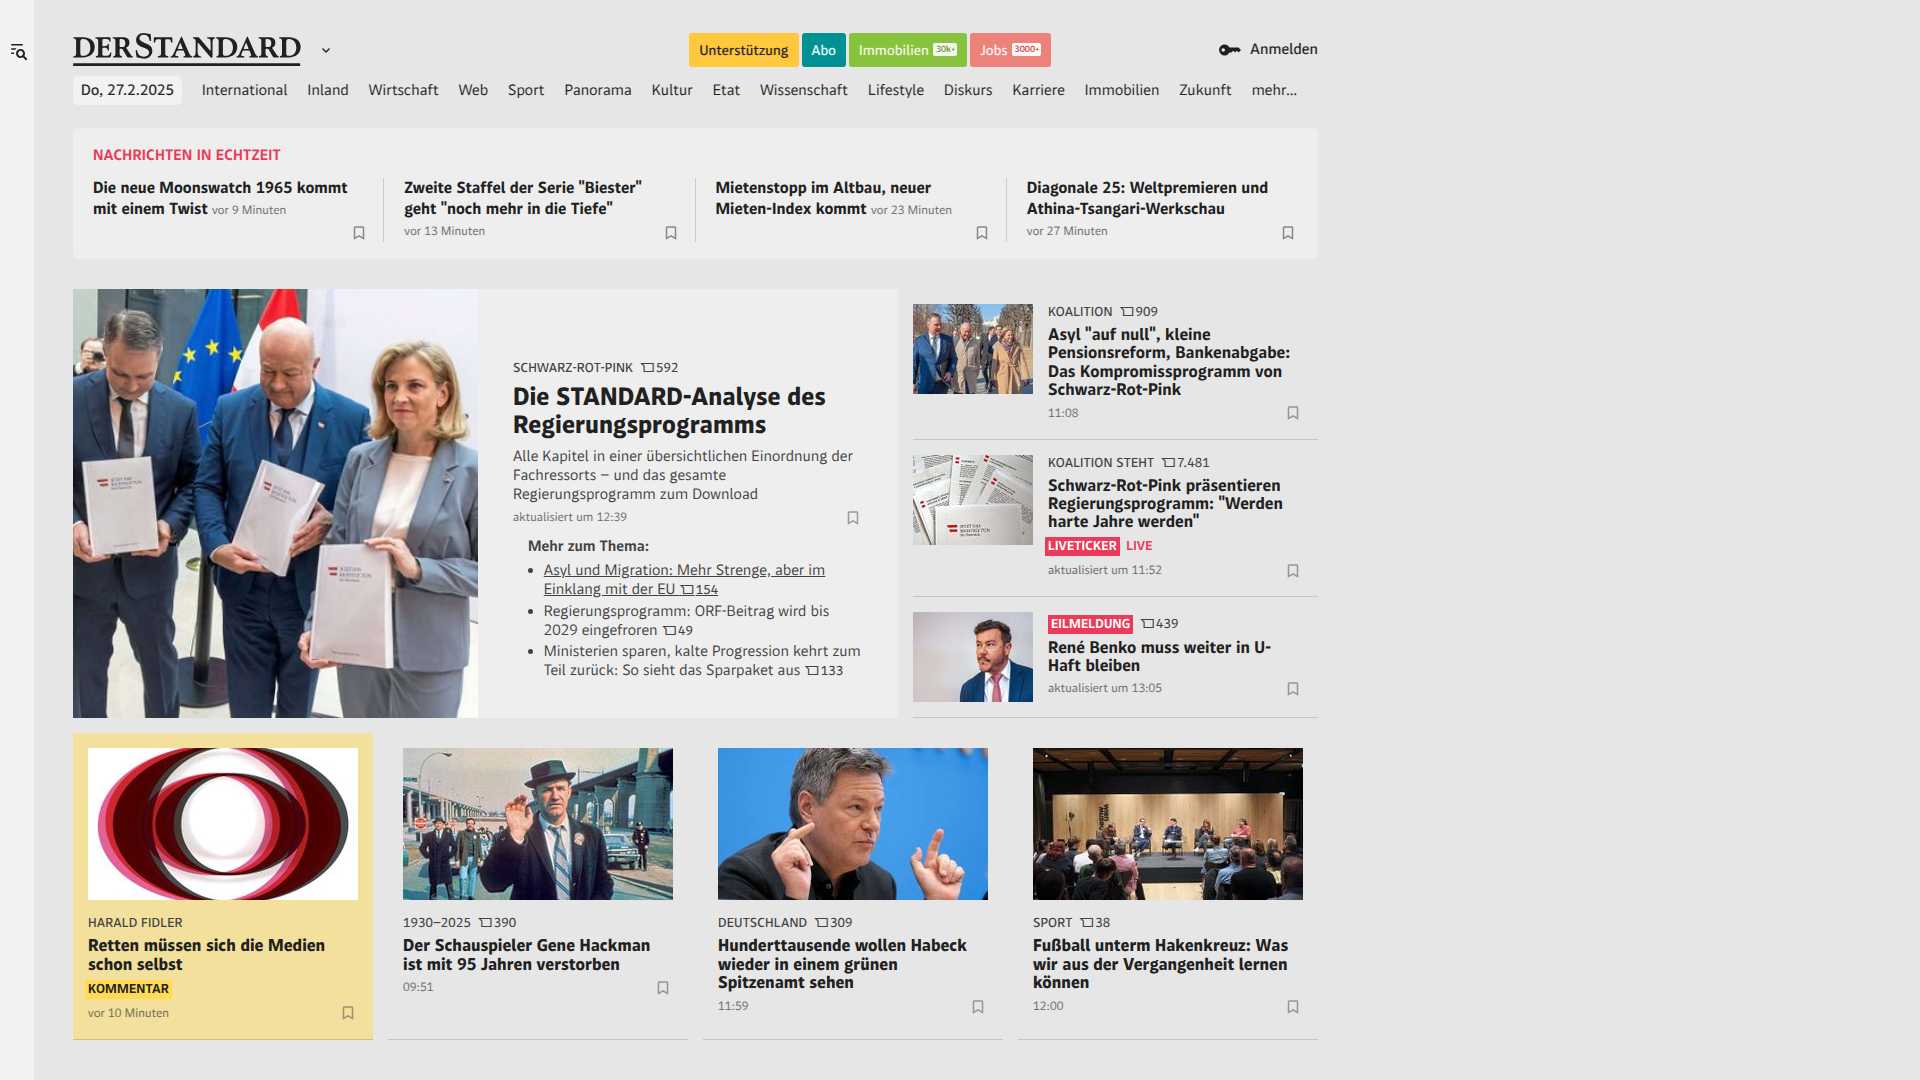 DERSTANDARD
Unterstützung
Abo
Immobilien 30k+
Jobs 3000+
Anmelden
Do, 27.2.2025
International
Inland
Wirtschaft
Web
Sport
Panorama
Kultur
Etat
Wissenschaft
Lifestyle
Diskurs
Karriere
Immobilien
Zukunft
mehr...
NACHRICHTEN IN ECHTZEIT
Die neue Moonswatch 1965 kommt
mit einem Twist vor 9 Minuten
Zweite Staffel der Serie "Biester"
geht "noch mehr in die Tiefe"
vor 13 Minuten
Mietenstopp im Altbau, neuer
Mieten-Index kommt vor 23 Minuten
Diagonale 25: Weltpremieren und
Athina-Tsangari-Werkschau
vor 27 Minuten
SCHWARZ-ROT-PINK 592
Die STANDARD-Analyse des
Regierungsprogramms
Alle Kapitel in einer übersichtlichen Einordnung der
Fachressorts – und das gesamte
Regierungsprogramm zum Download
aktualisiert um 12:39
Mehr zum Thema:
Asyl und Migration: Mehr Strenge, aber im
Einklang mit der EU 154
Regierungsprogramm: ORF-Beitrag wird bis
2029 eingefroren 49
Ministerien sparen, kalte Progression kehrt zum
Teil zurück: So sieht das Sparpaket aus 133
KOALITION 909
Asyl "auf null", kleine
Pensionsreform, Bankenabgabe:
Das Kompromissprogramm von
Schwarz-Rot-Pink
11:08
KOALITION STEHT 7.481
Schwarz-Rot-Pink präsentieren
Regierungsprogramm: "Werden
harte Jahre werden"
LIVETICKER LIVE
aktualisiert um 11:52
EILMELDUNG 439
René Benko muss weiter in U-
Haft bleiben
aktualisiert um 13:05
HARALD FIDLER
Retten müssen sich die Medien
schon selbst
KOMMENTAR
vor 10 Minuten
1930–2025 390
Der Schauspieler Gene Hackman
ist mit 95 Jahren verstorben
09:51
DEUTSCHLAND 309
Hunderttausende wollen Habeck
wieder in einem grünen
Spitzenamt sehen
11:59
SPORT 38
Fußball unterm Hakenkreuz: Was
wir aus der Vergangenheit lernen
können
12:00